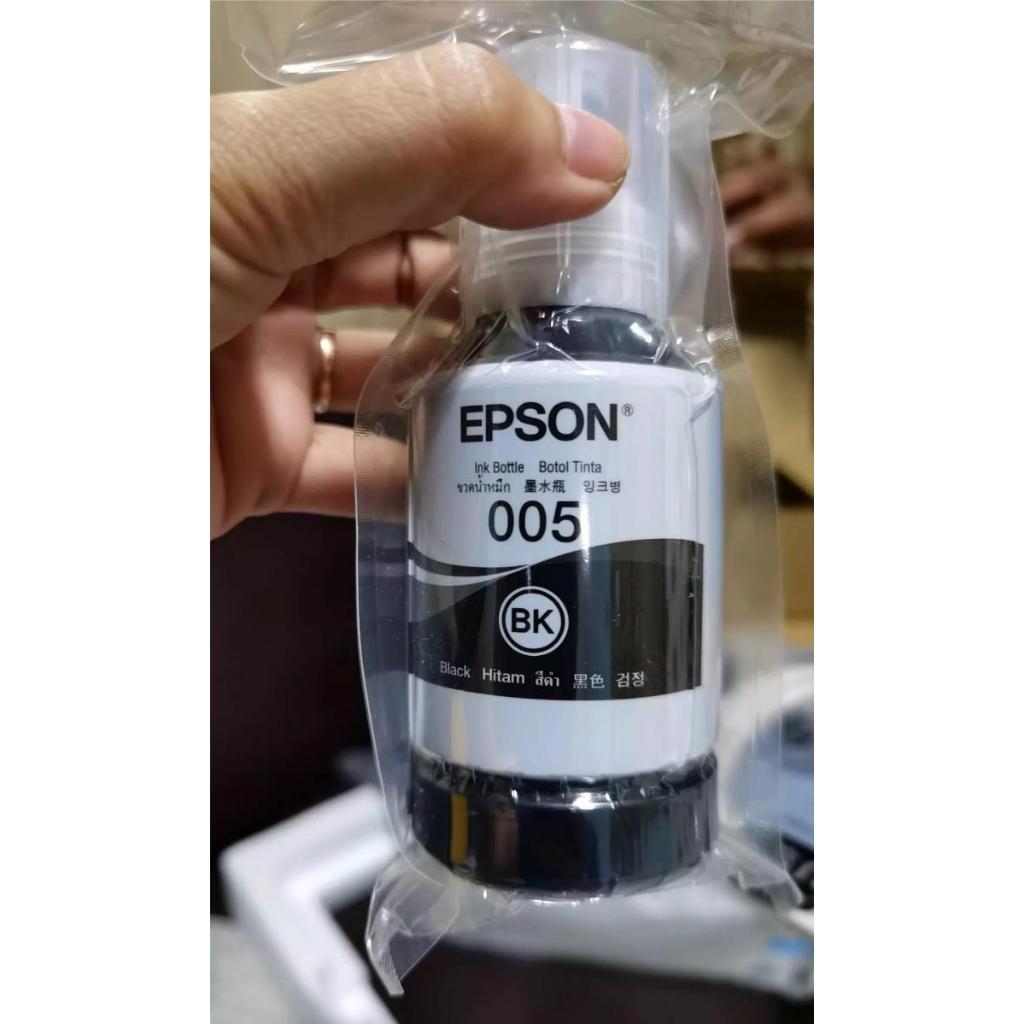 EPSON®
Ink Bottle Botol Tinta
ขวดน้ำหมึก 墨水瓶 잉크병
005
BK
Black Hitam สีดำ 黑色 검정